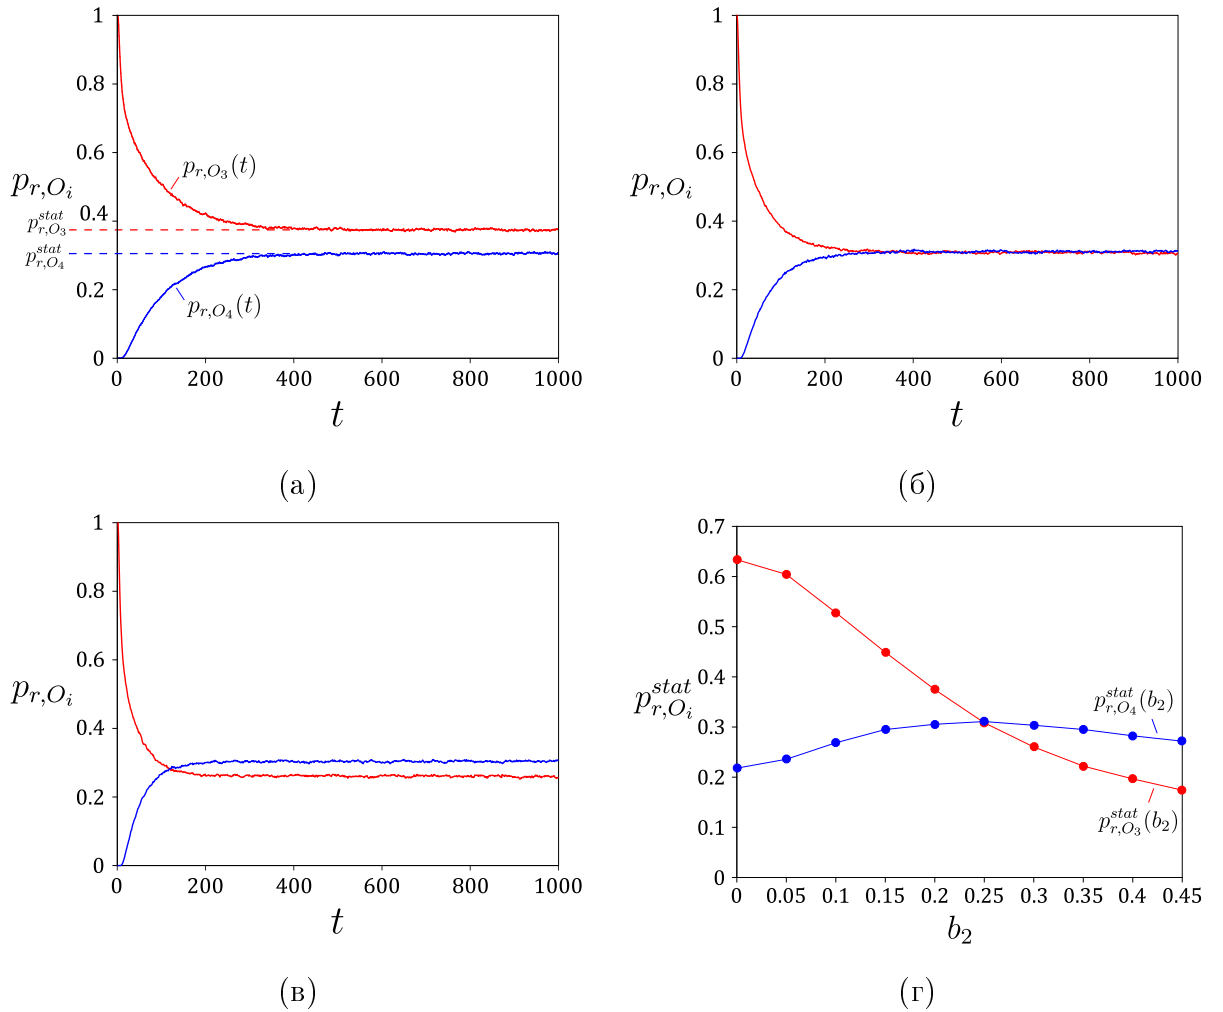 1
0.8
0.6
0.4
0.2
0
p_{r,O_i}
p_{r,O_3}^{stat}
p_{r,O_4}^{stat}
p_{r,O_3}(t)
p_{r,O_4}(t)
0 200 400 600 800 1000
t
(а)
1
0.8
0.6
0.4
0.2
0
p_{r,O_i}
0 200 400 600 800 1000
t
(б)
1
0.8
0.6
0.4
0.2
0
p_{r,O_i}
0 200 400 600 800 1000
t
(в)
0.7
0.6
0.5
0.4
0.3
0.2
0.1
0
p_{r,O_i}^{stat}
p_{r,O_4}^{stat}(b_2)
p_{r,O_3}^{stat}(b_2)
0 0.05 0.1 0.15 0.2 0.25 0.3 0.35 0.4 0.45
b_2
(г)